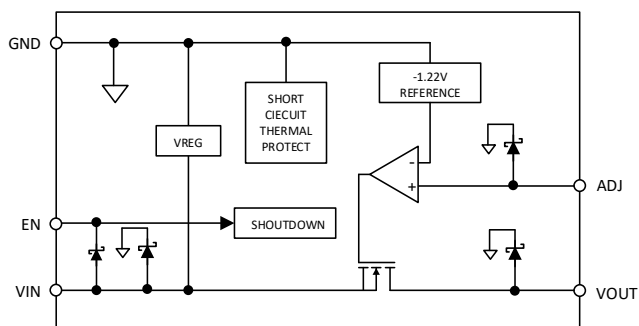 GND
-1.22V
REFERENCE
SHORT
CIECUIT
THERMAL
PROTECT
VREG
-
+
ADJ
EN
SHOUTDOWN
VIN
VOUT